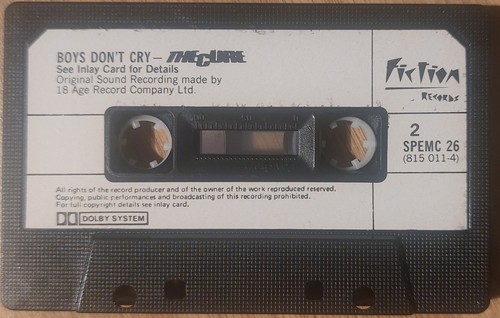 BOYS DON'T CRY — THE CURE
See Inlay Card for Details
Original Sound Recording made by
18 Age Record Company Ltd.
Fiction
RECORDS
2
SPEMC 26
(815 011-4)
100 50 0
All rights of the record producer and of the owner of the work reproduced reserved.
Copying, public performances and broadcasting of this recording prohibited.
For full copyright details see inlay card.
DOLBY SYSTEM